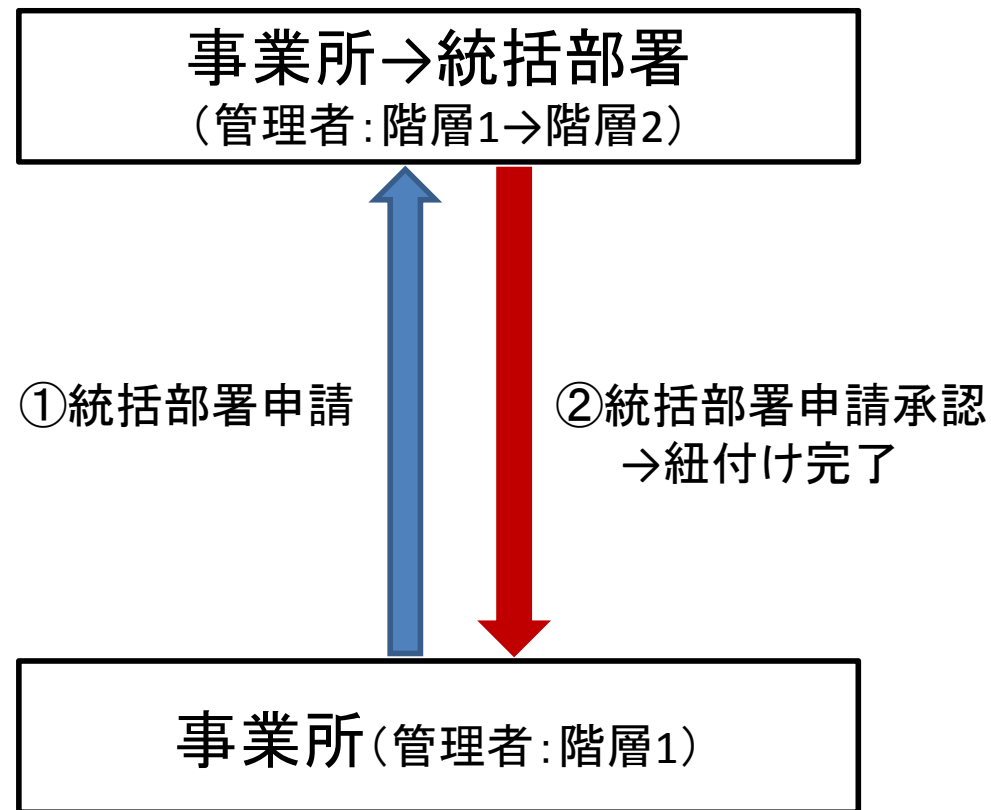 事業所→統括部署
（管理者：階層1→階層2）
①統括部署申請
②統括部署申請承認
→紐付け完了
事業所（管理者：階層1）